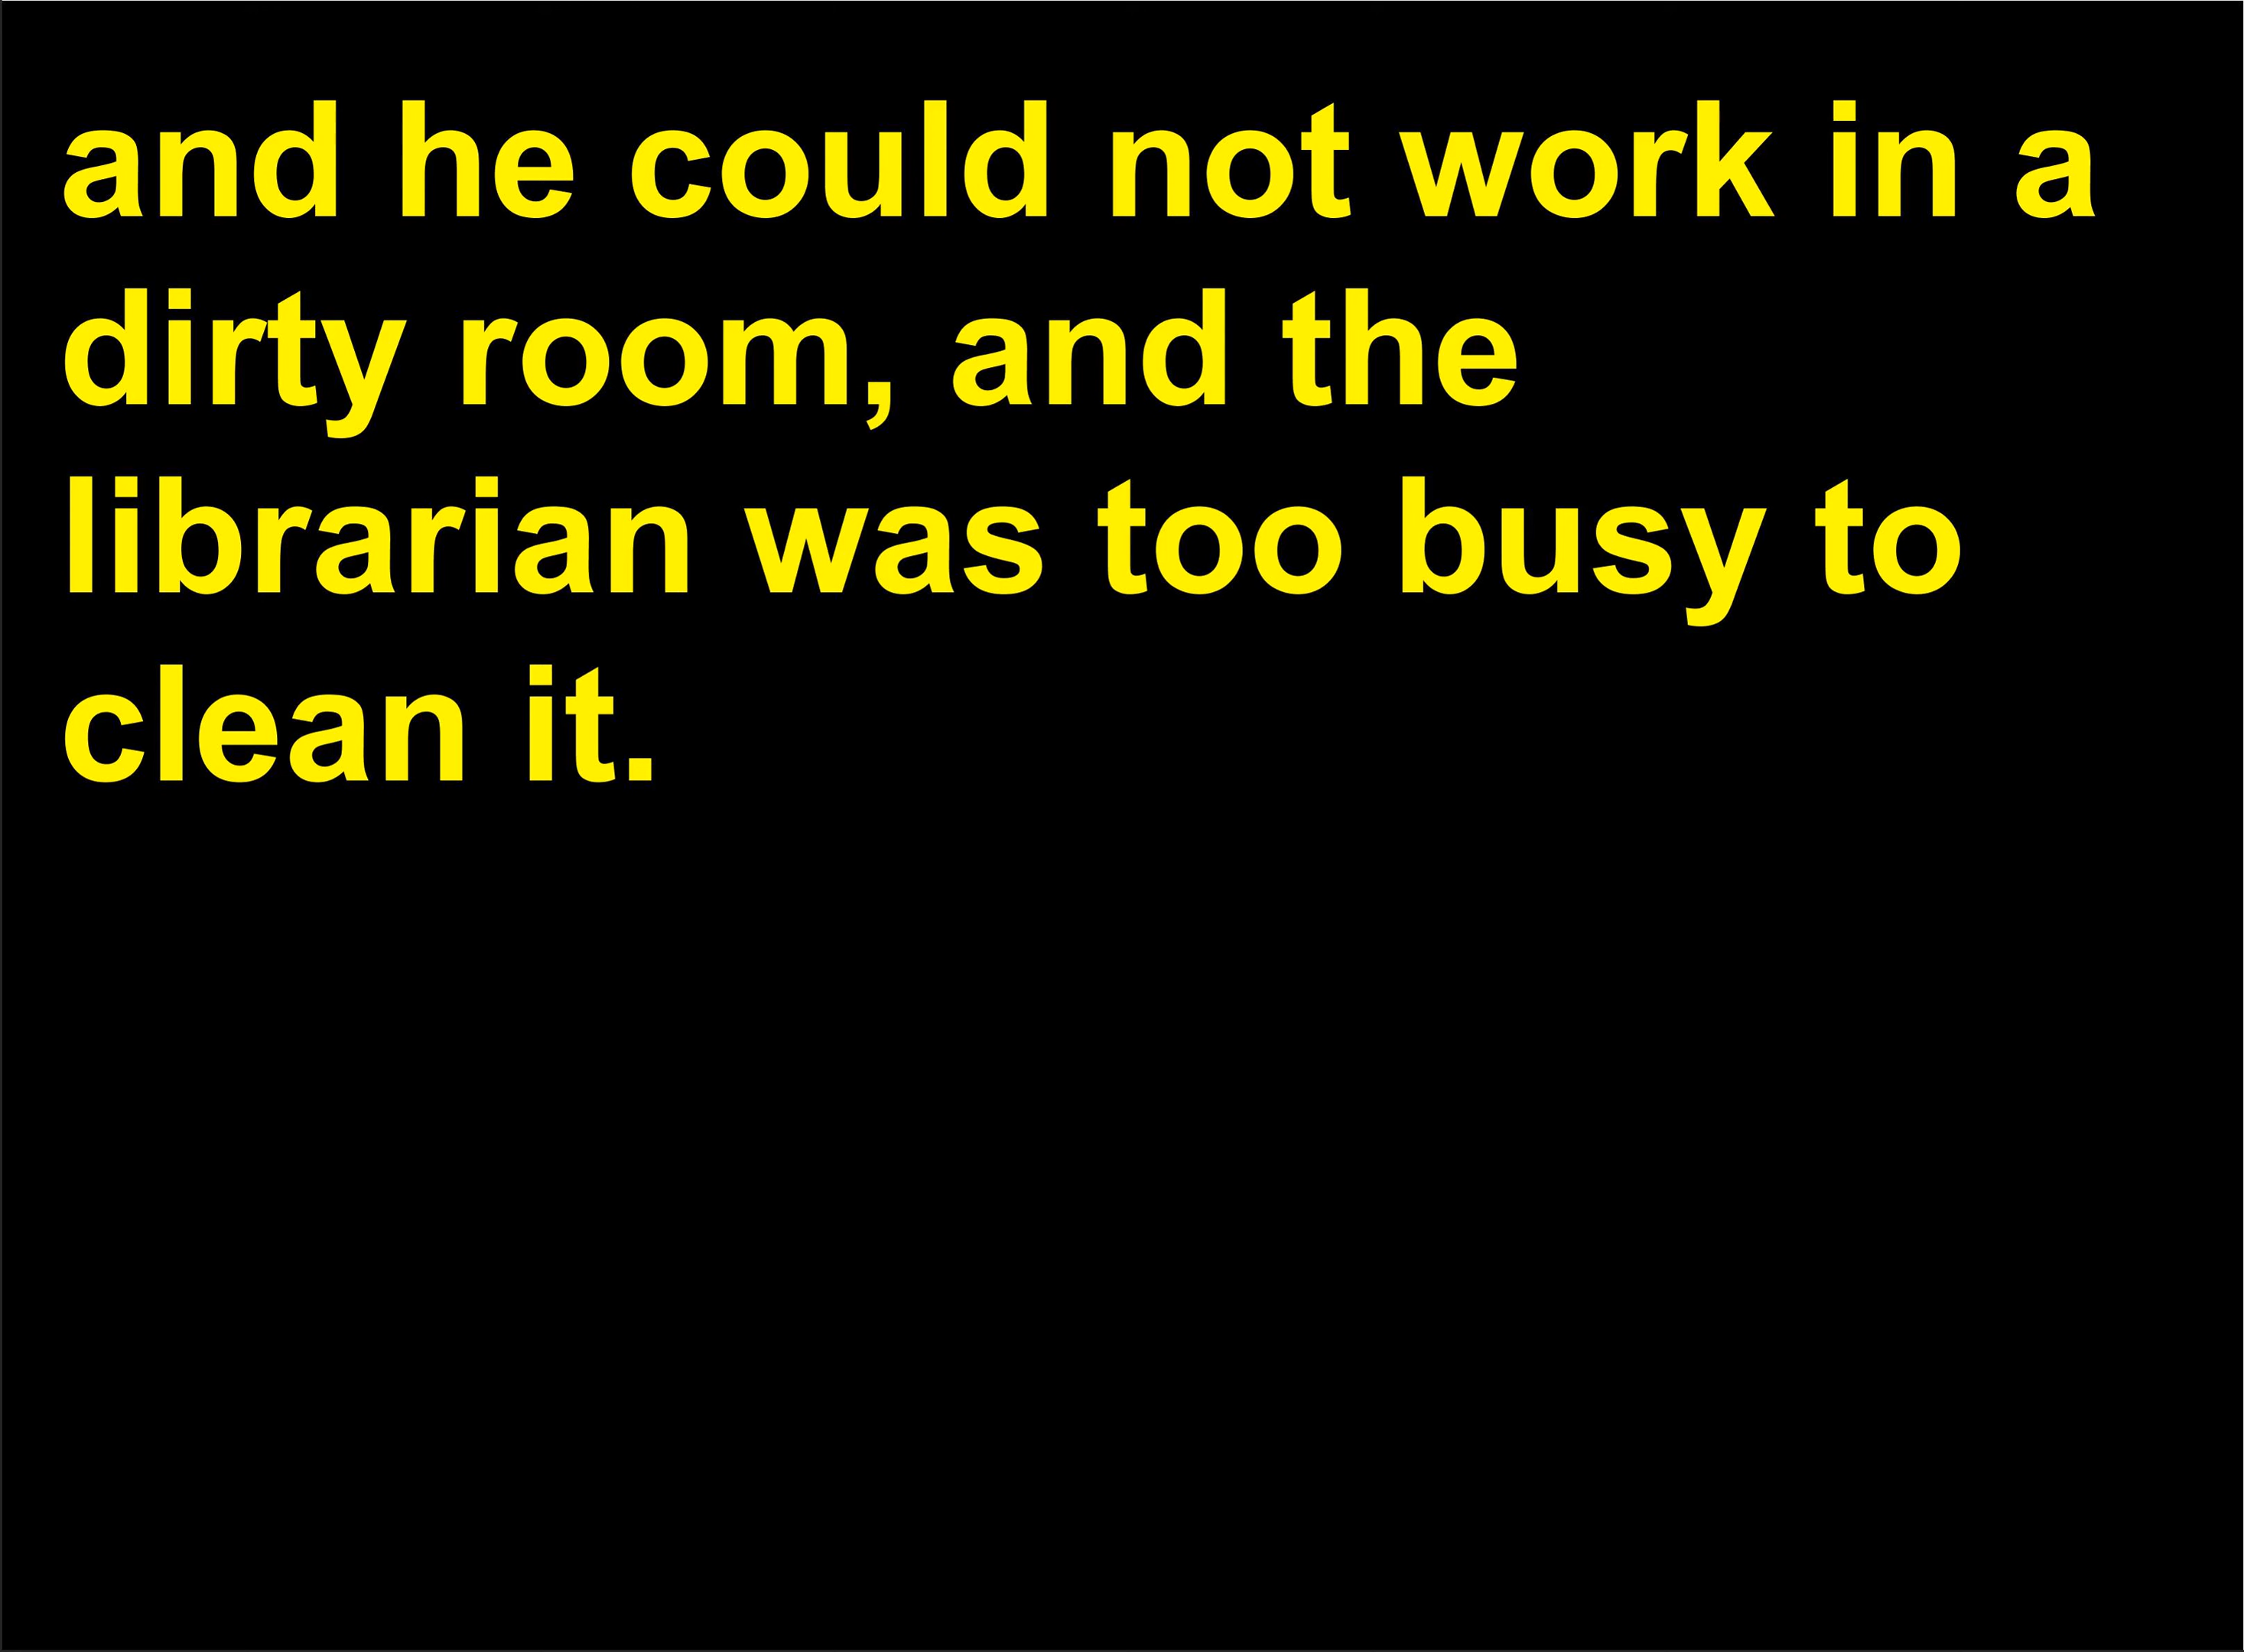 and he could not work in a
dirty room, and the
librarian was too busy to
clean it.